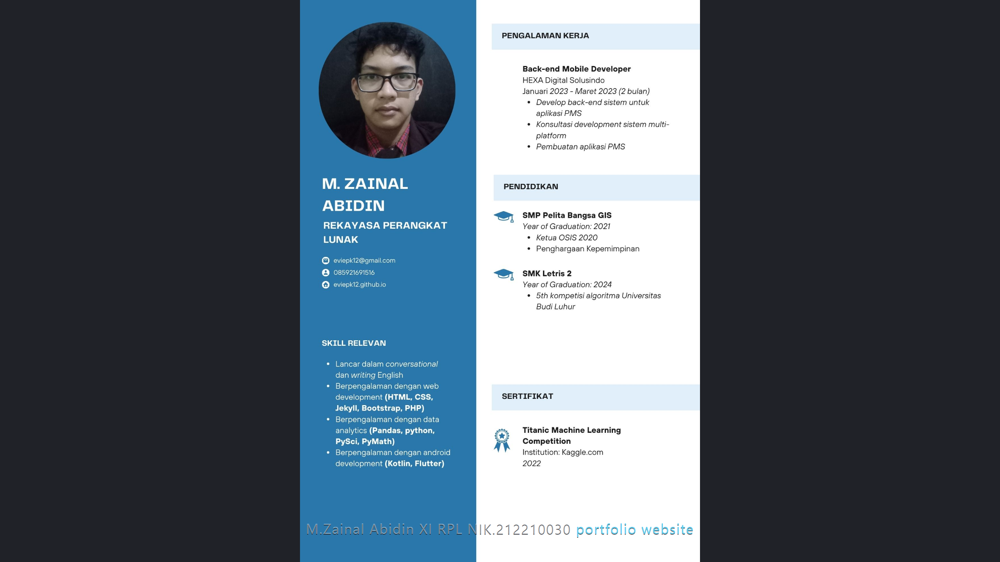 M. ZAINAL
ABIDIN
REKAYASA PERANGKAT
LUNAK
eviepk12@gmail.com
085921691516
eviepk12.github.io
SKILL RELEVAN
• Lancar dalam conversational
dan writing English
• Berpengalaman dengan web
development (HTML, CSS,
Jekyll, Bootstrap, PHP)
• Berpengalaman dengan data
analytics (Pandas, python,
PySci, PyMath)
• Berpengalaman dengan android
development (Kotlin, Flutter)
PENGALAMAN KERJA
Back-end Mobile Developer
HEXA Digital Solusindo
Januari 2023 - Maret 2023 (2 bulan)
• Develop back-end sistem untuk
aplikasi PMS
• Konsultasi development sistem multi-
platform
• Pembuatan aplikasi PMS
PENDIDIKAN
SMP Pelita Bangsa GIS
Year of Graduation: 2021
• Ketua OSIS 2020
• Penghargaan Kepemimpinan
SMK Letris 2
Year of Graduation: 2024
• 5th kompetisi algoritma Universitas
Budi Luhur
SERTIFIKAT
Titanic Machine Learning
Competition
Institution: Kaggle.com
2022
M.Zainal Abidin XI RPL NIK.212210030 portfolio website